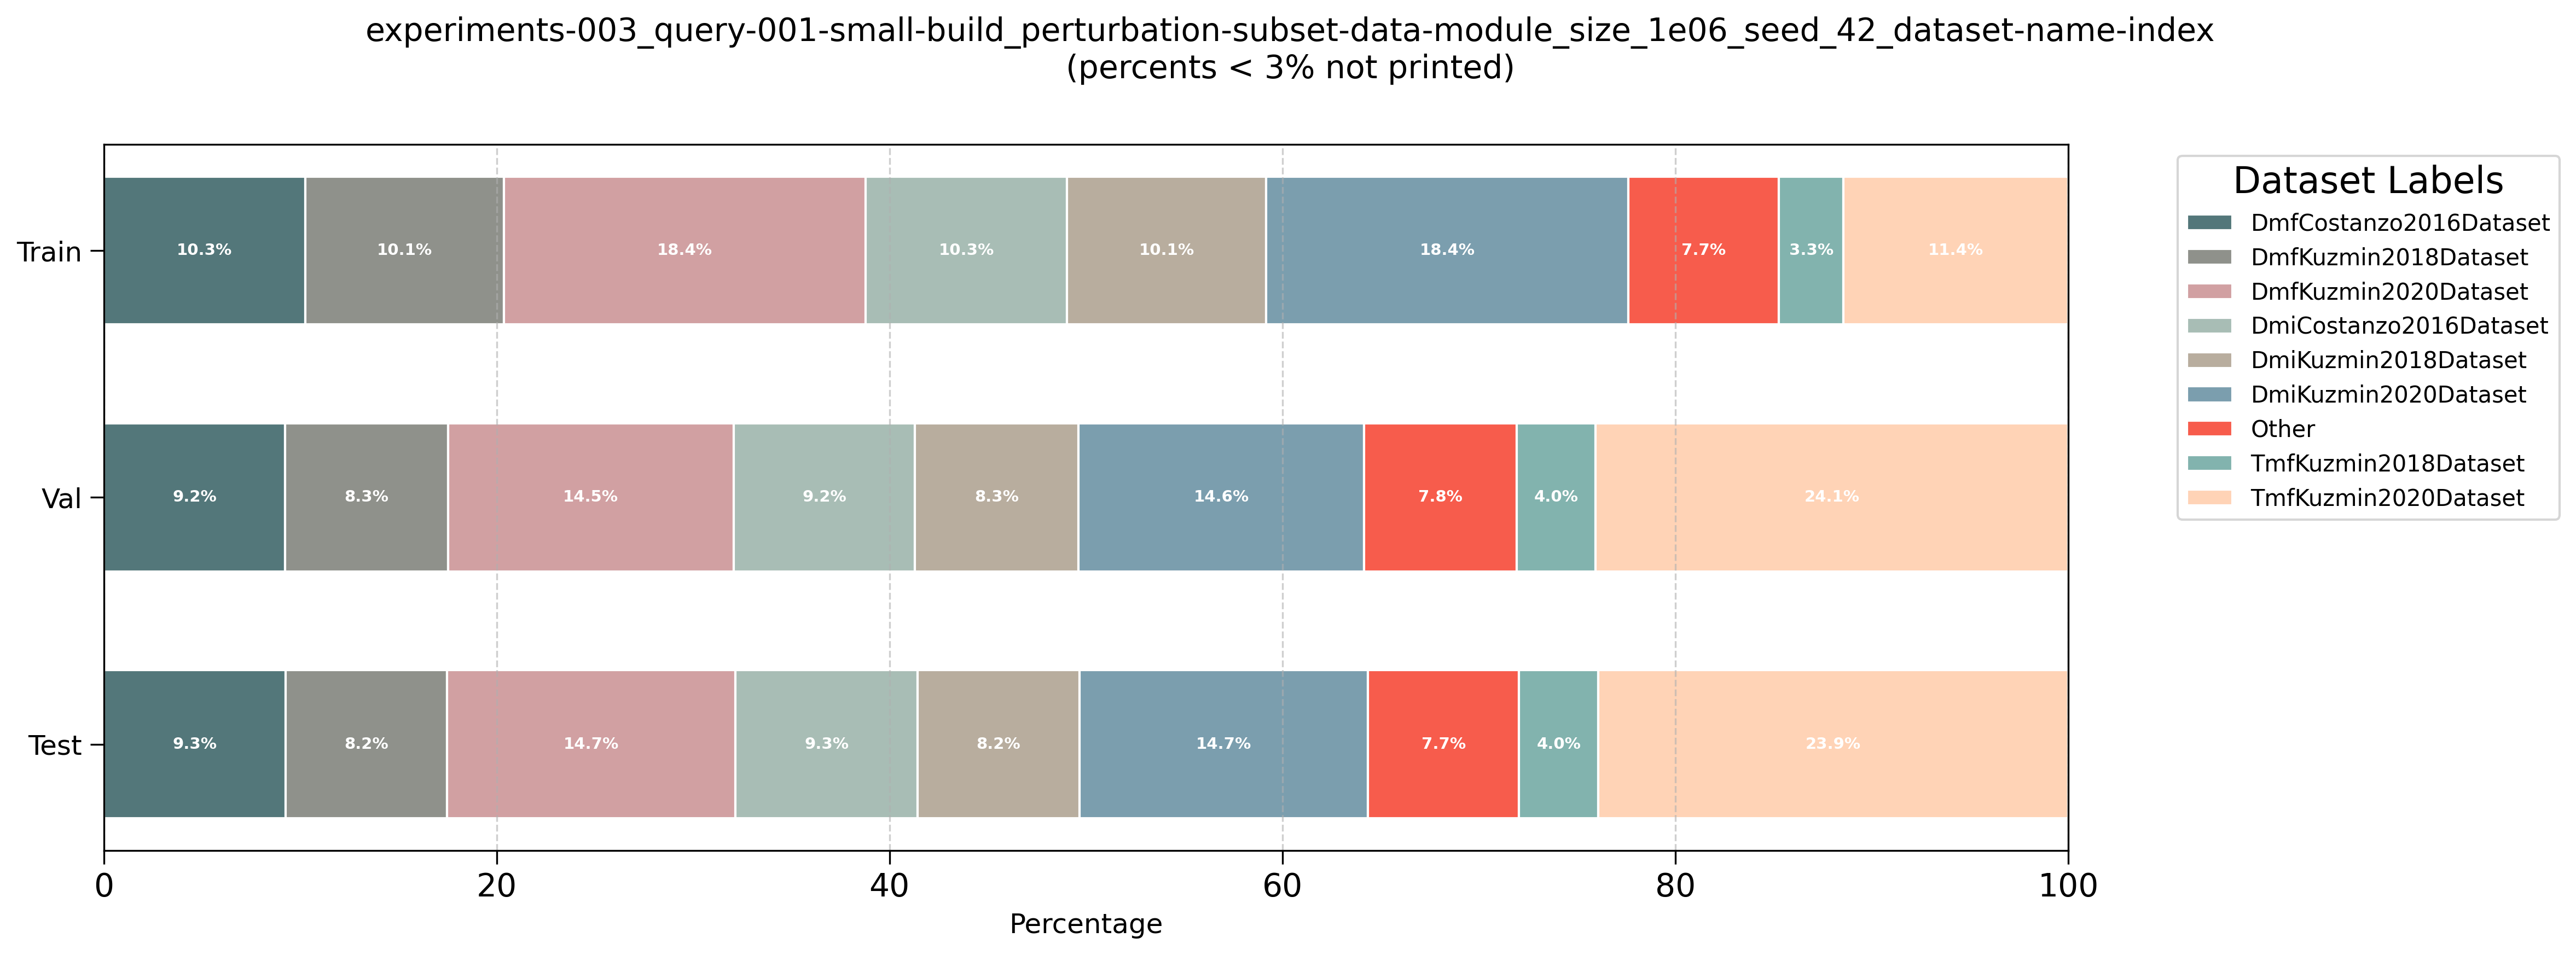 experiments-003_query-001-small-build_perturbation-subset-data-module_size_1e06_seed_42_dataset-name-index
(percents < 3% not printed)
Train
10.3% 10.1% 18.4% 10.3% 10.1% 18.4% 7.7% 3.3% 11.4%
Val
9.2% 8.3% 14.5% 9.2% 8.3% 14.6% 7.8% 4.0% 24.1%
Test
9.3% 8.2% 14.7% 9.3% 8.2% 14.7% 7.7% 4.0% 23.9%
0 20 40 60 80 100
Percentage
Dataset Labels
DmfCostanzo2016Dataset
DmfKuzmin2018Dataset
DmfKuzmin2020Dataset
DmiCostanzo2016Dataset
DmiKuzmin2018Dataset
DmiKuzmin2020Dataset
Other
TmfKuzmin2018Dataset
TmfKuzmin2020Dataset